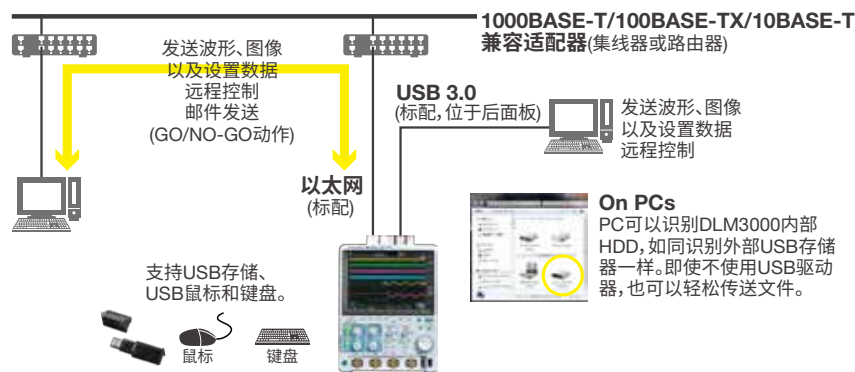 1000BASE-T/100BASE-TX/10BASE-T
兼容适配器(集线器或路由器)
发送波形、图像
以及设置数据
远程控制
邮件发送
(GO/NO-GO动作)
USB 3.0
(标配,位于后面板)
发送波形、图像
以及设置数据
远程控制
以太网
(标配)
On PCs
PC可以识别DLM3000内部
HDD,如同识别外部USB存储
器一样。即使不使用USB驱动
器,也可以轻松传送文件。
支持USB存储、
USB鼠标和键盘。
鼠标
键盘